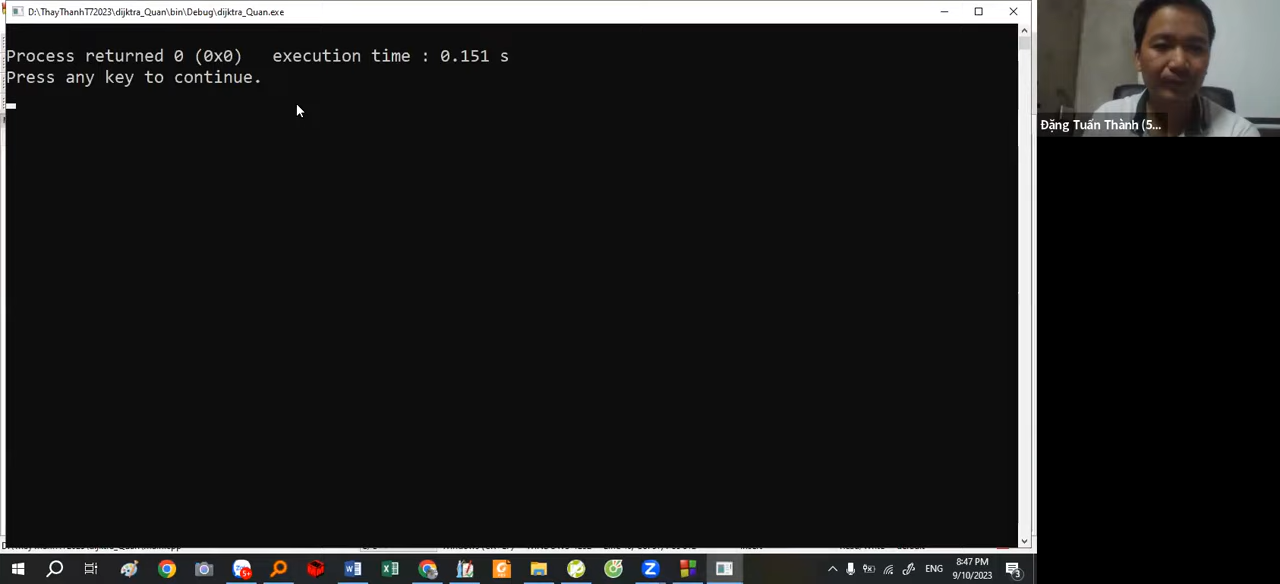 D:\ThayThanhT72023\dijktra_Quan\bin\Debug\dijktra_Quan.exe
Process returned 0 (0x0)   execution time : 0.151 s
Press any key to continue.
Đặng Tuấn Thành (5...
ENG
8:47 PM
9/10/2023